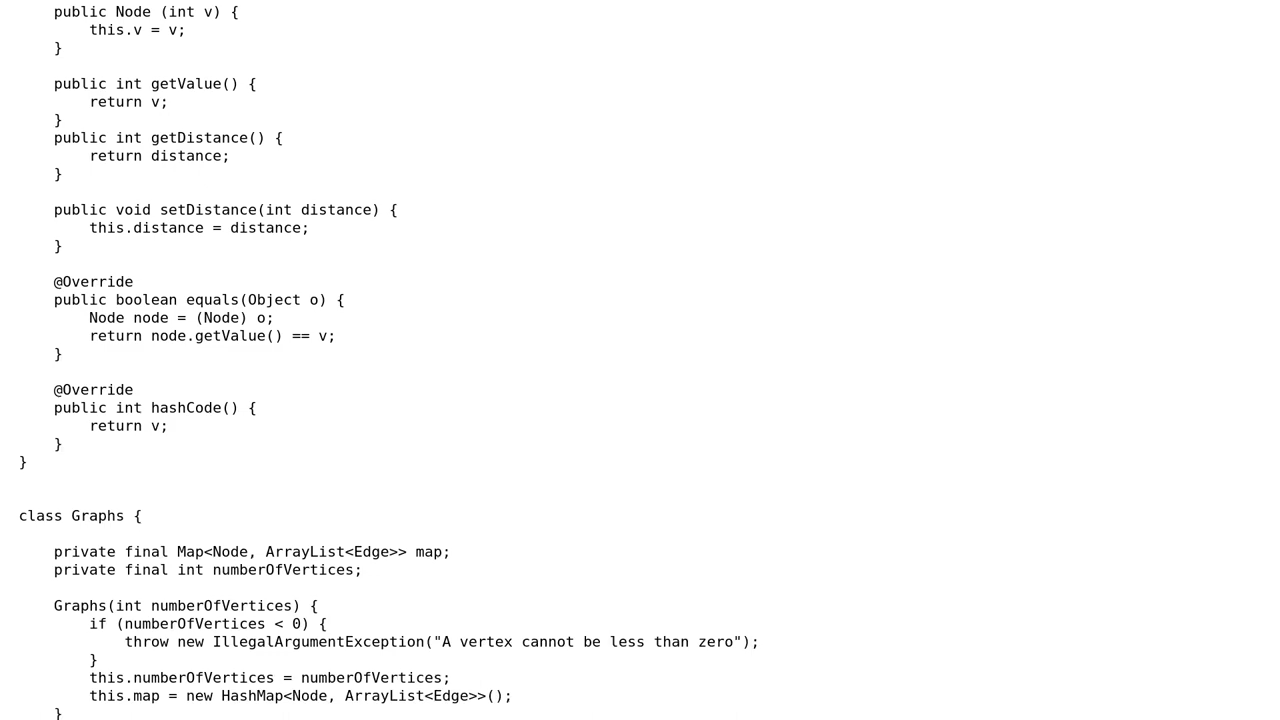 public Node (int v) {
        this.v = v;
    }

    public int getValue() {
        return v;
    }
    public int getDistance() {
        return distance;
    }

    public void setDistance(int distance) {
        this.distance = distance;
    }

    @Override
    public boolean equals(Object o) {
        Node node = (Node) o;
        return node.getValue() == v;
    }

    @Override
    public int hashCode() {
        return v;
    }
}


class Graphs {

    private final Map<Node, ArrayList<Edge>> map;
    private final int numberOfVertices;

    Graphs(int numberOfVertices) {
        if (numberOfVertices < 0) {
            throw new IllegalArgumentException("A vertex cannot be less than zero");
        }
        this.numberOfVertices = numberOfVertices;
        this.map = new HashMap<Node, ArrayList<Edge>>();
    }